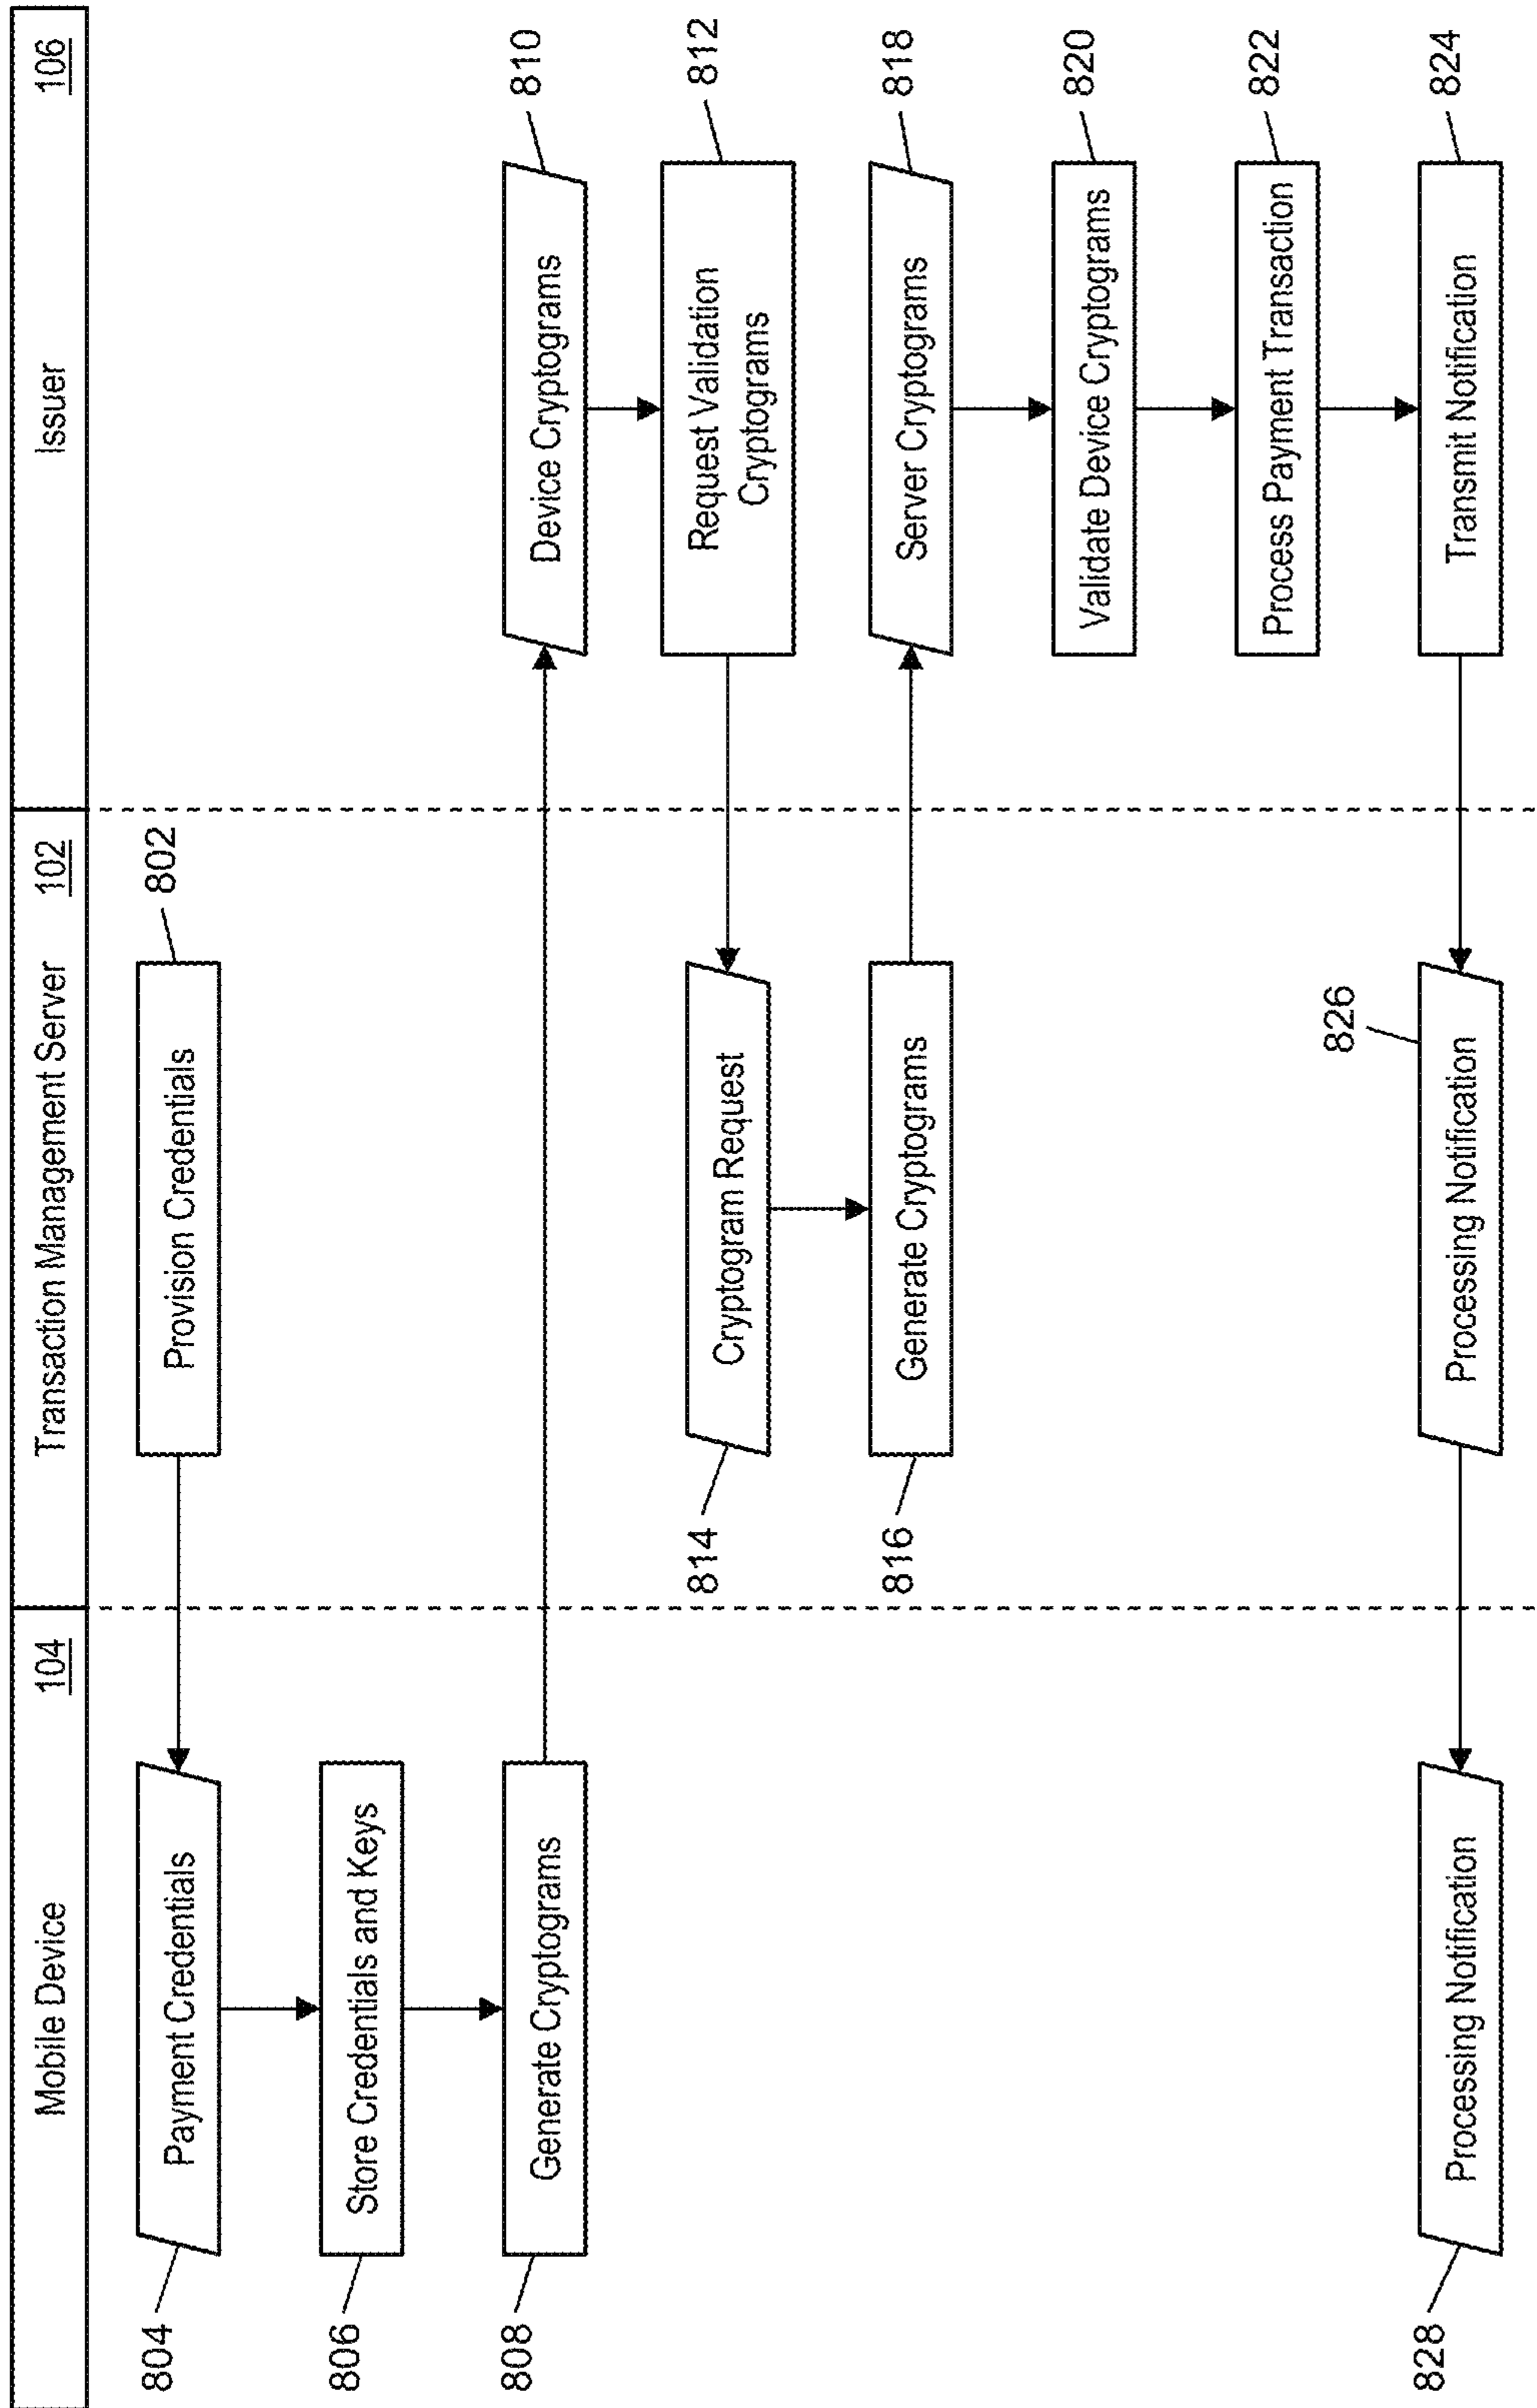 Mobile Device 104
Transaction Management Server 102
Issuer 106
Provision Credentials
802
804
Payment Credentials
806
Store Credentials and Keys
808
Generate Cryptograms
Device Cryptograms
810
Request Validation
Cryptograms
812
814
Cryptogram Request
816
Generate Cryptograms
Server Cryptograms
818
Validate Device Cryptograms
820
Process Payment Transaction
822
Transmit Notification
824
826
Processing Notification
828
Processing Notification